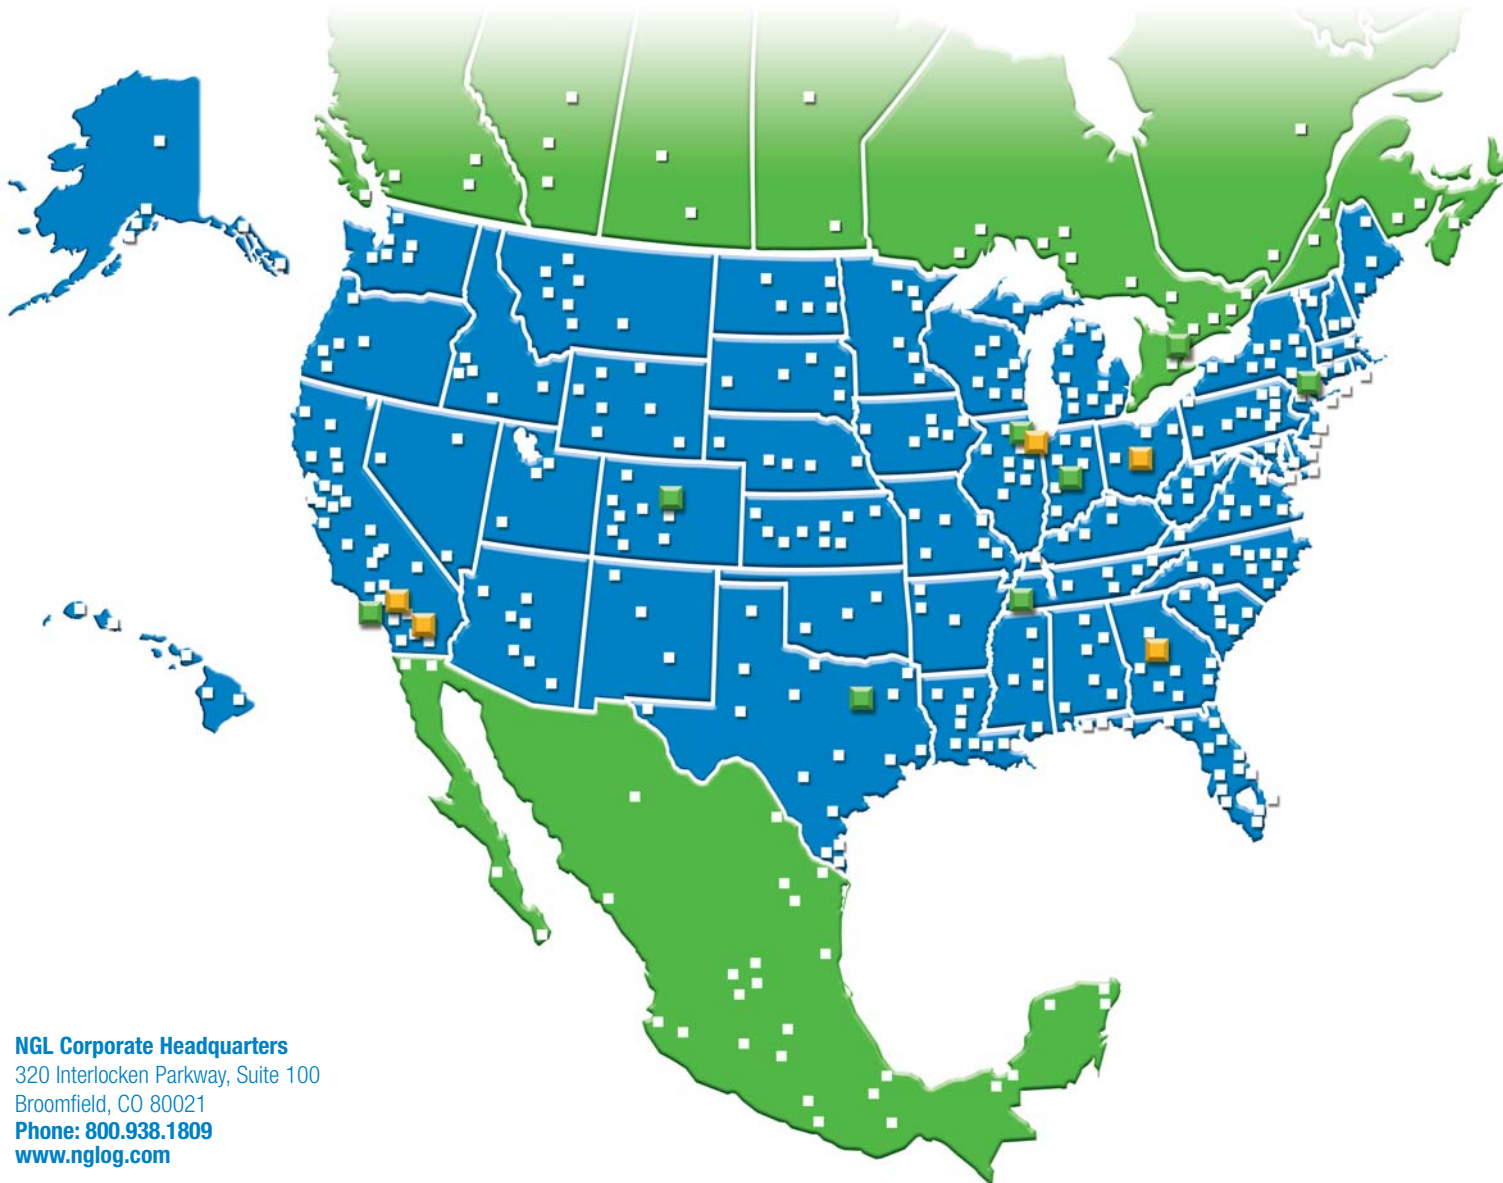 NGL Corporate Headquarters
320 Interlocken Parkway, Suite 100
Broomfield, CO 80021
Phone: 800.938.1809
www.nglog.com